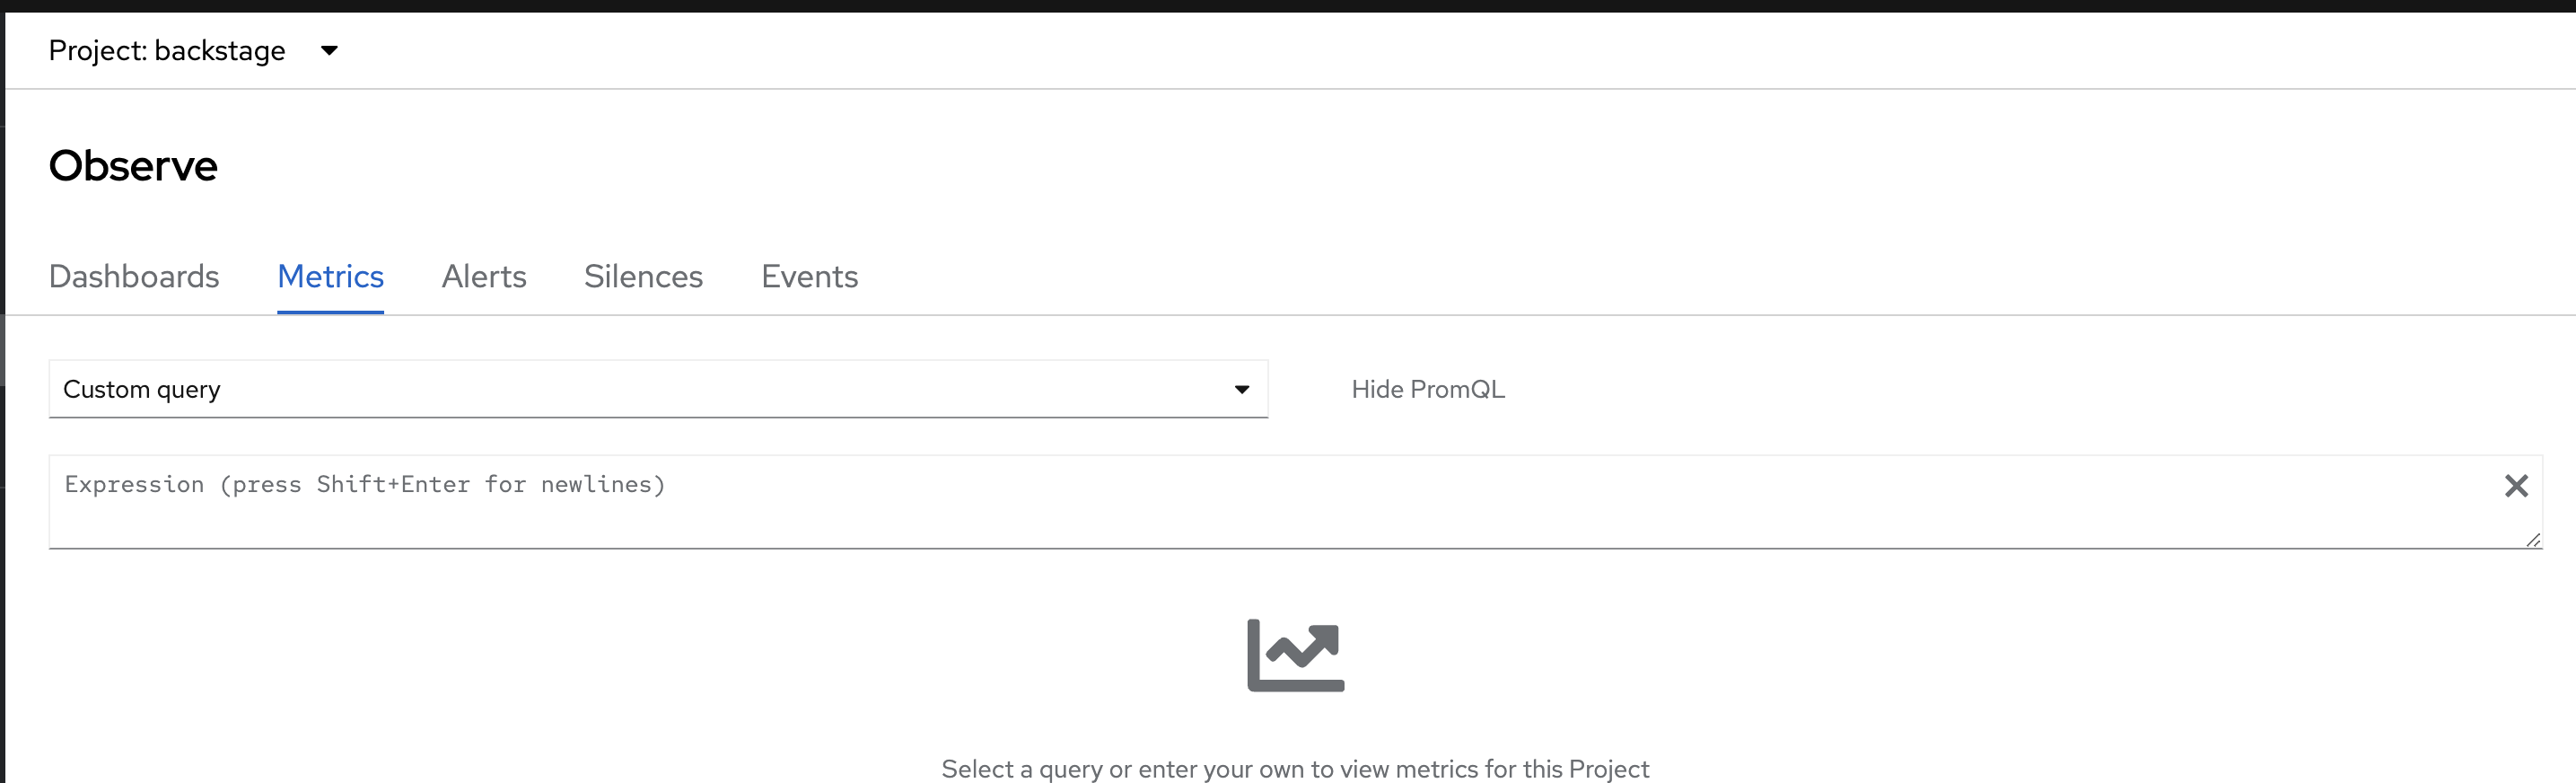 Project: backstage
Observe
Dashboards Metrics Alerts Silences Events
Custom query Hide PromQL
Expression (press Shift+Enter for newlines)
Select a query or enter your own to view metrics for this Project